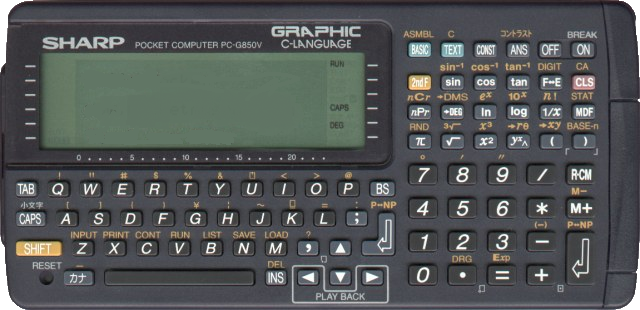 GRAPHIC
SHARP POCKET COMPUTER PC-G850V C-LANGUAGE
RUN
CAPS
DEG
0 5 10 15 20
ASMBL C コントラスト BREAK
BASIC TEXT CONST ANS OFF ON
sin⁻¹ cos⁻¹ tan⁻¹ DIGIT CA
2ndF sin cos tan F↔E CLS
nCr →DMS eˣ 10ˣ n! STAT
nPr →DEG ln log 1/x MDF
RND ³√ x³ →rθ →xy BASE-n
π √ x² yˣ ( )
! " # $ % & ' < > @
TAB Q W E R T Y U I O P BS
小文字 P↔NP
CAPS A S D F G H J K L ;
INPUT PRINT CONT RUN LIST SAVE LOAD ?
SHIFT Z X C V B N M , ▲
RESET DEL
カナ INS ◀ ▼ ▶
PLAY BACK
7 8 9 / R·CM
M−
4 5 6 * M+
(−) P↔NP
1 2 3 −
DRG Exp
0 • = +